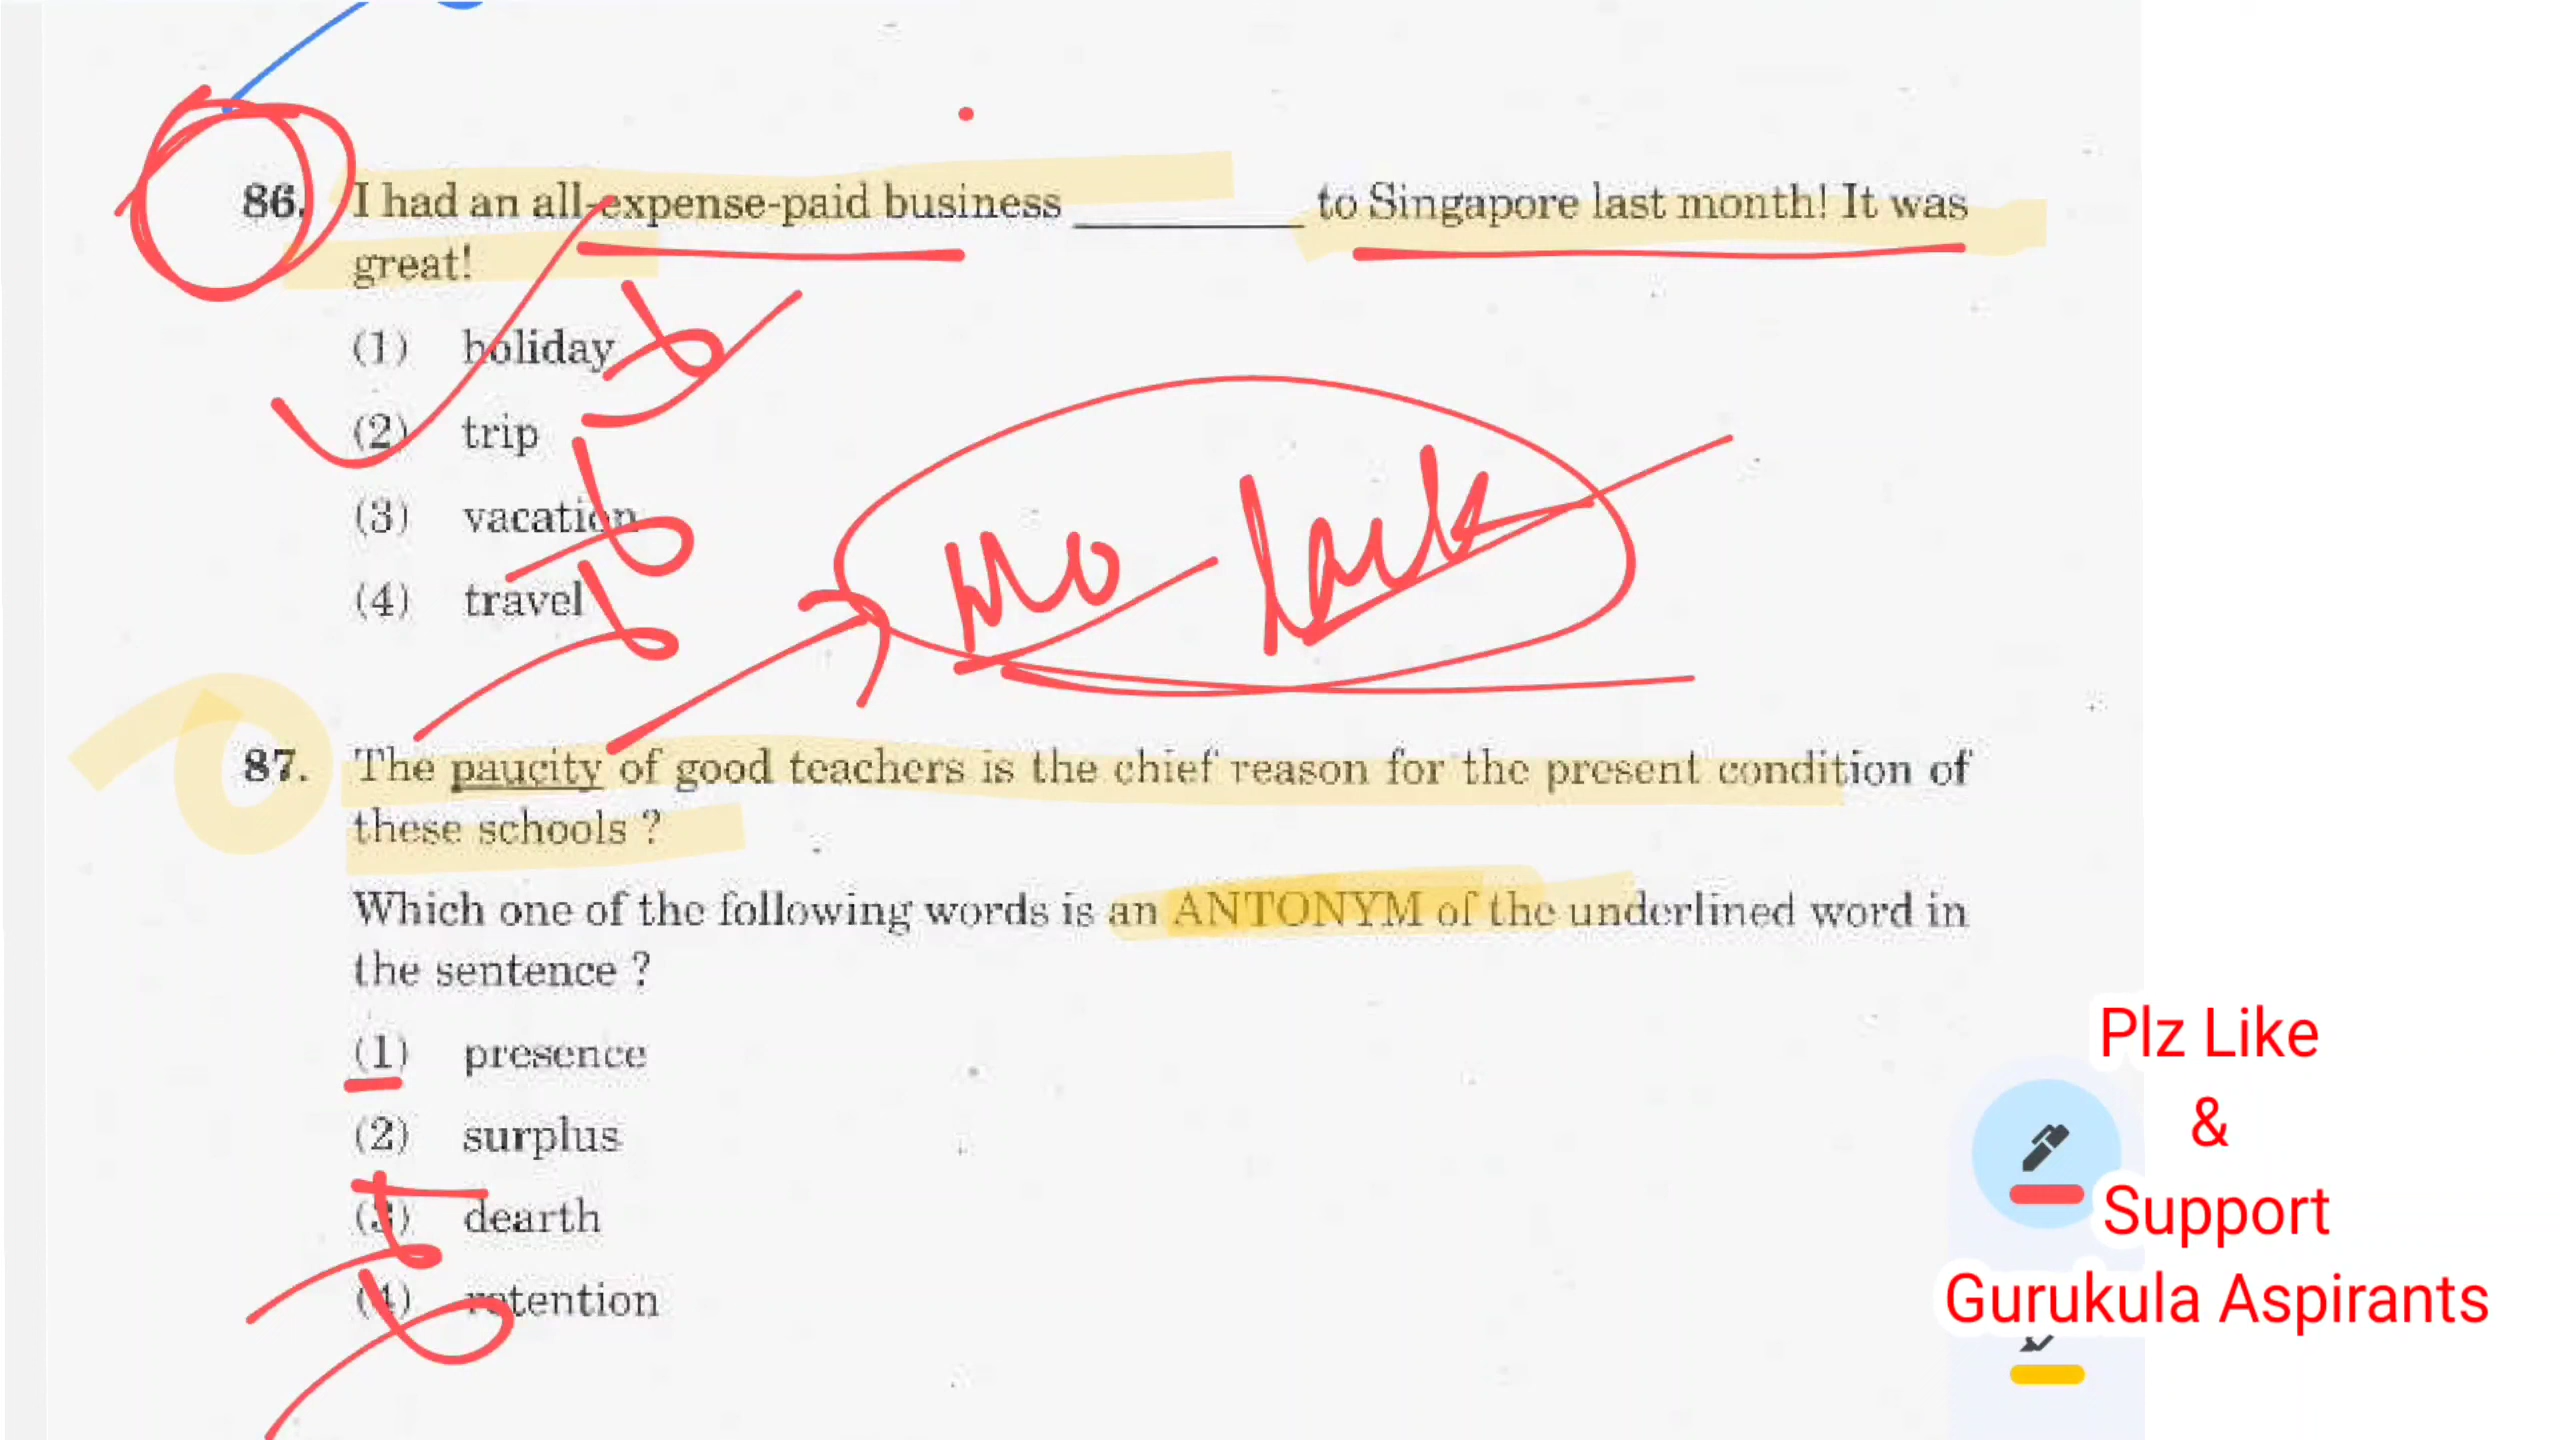 86. I had an all-expense-paid business __________ to Singapore last month! It was
great!
(1) holiday
(2) trip
(3) vacation
(4) travel
No lack
87. The paucity of good teachers is the chief reason for the present condition of
these schools ?
Which one of the following words is an ANTONYM of the underlined word in
the sentence ?
(1) presence
(2) surplus
(3) dearth
(4) retention
Plz Like
&
Support
Gurukula Aspirants